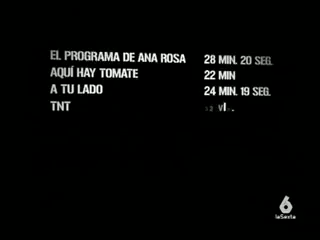 EL PROGRAMA DE ANA ROSA 28 MIN. 20 SEG.
AQUÍ HAY TOMATE 22 MIN
A TU LADO 24 MIN. 19 SEG.
TNT
6
laSexta